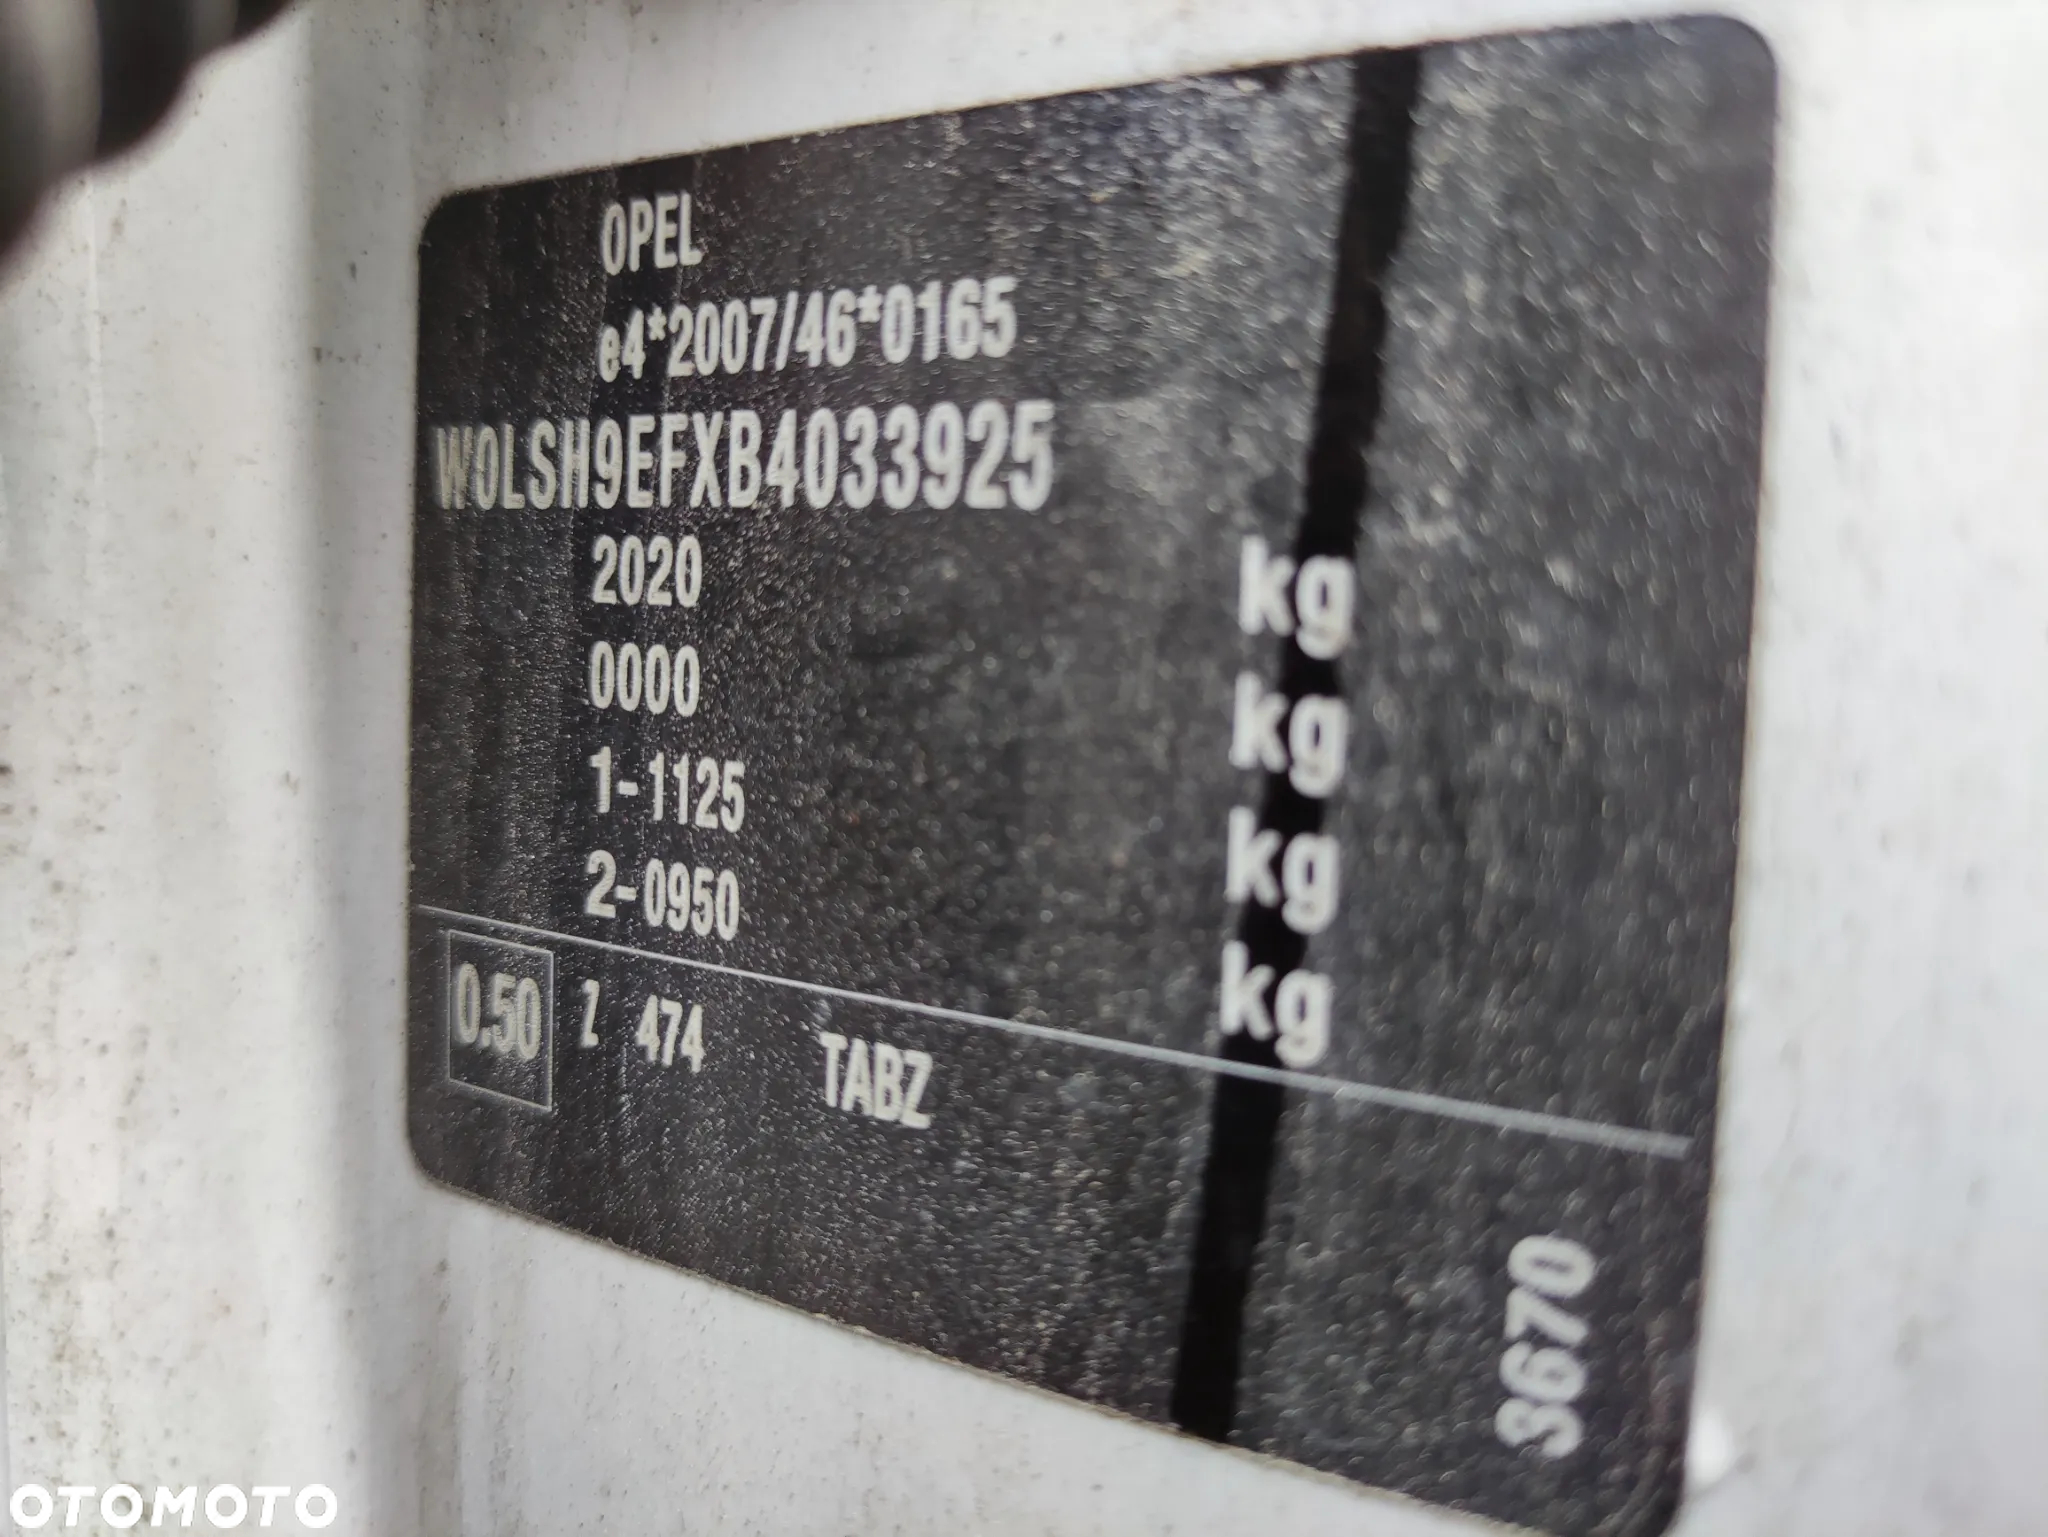 OPEL
e4*2007/46*0165
W0LSH9EFXB4033925
2020 kg
0000 kg
1-1125 kg
2-0950 kg
0.50 Z 474 TABZ
3670
OTOMOTO